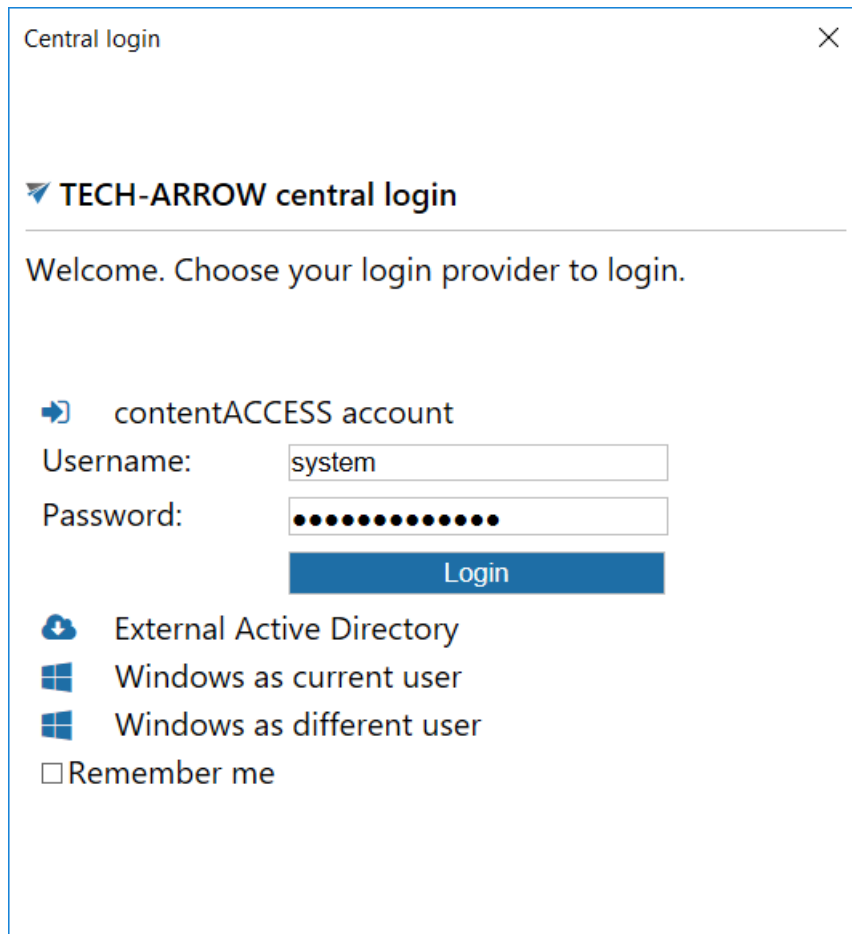 Central login
TECH-ARROW central login
Welcome. Choose your login provider to login.
contentACCESS account
Username: system
Password: •••••••••••••
Login
External Active Directory
Windows as current user
Windows as different user
Remember me